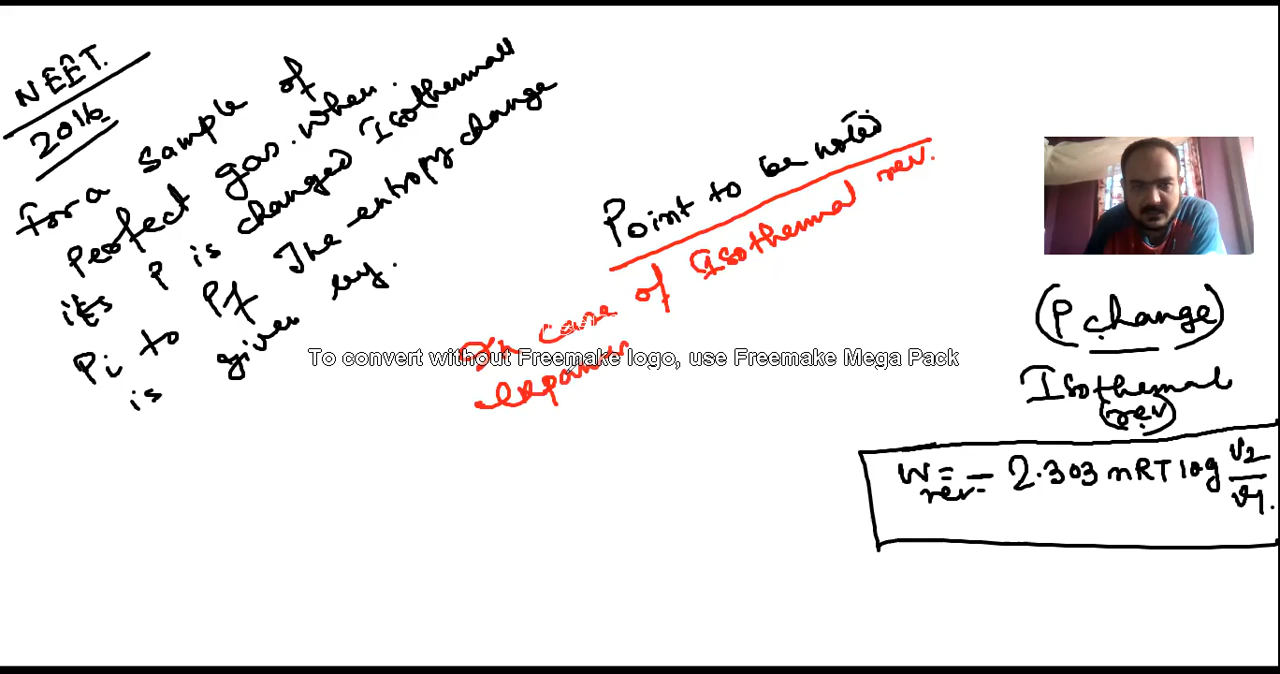 NEET.
2016
For a sample of
Perfect gas. When
its P is changed Isothermall
Pi to Pf The entropy change
is given by.
Point to be noted
In case of Isothermal rev.
expansion
To convert without Freemake logo, use Freemake Mega Pack
(P change)
Isothermal
rev
W rev = - 2.303 nRT log V2/V1.